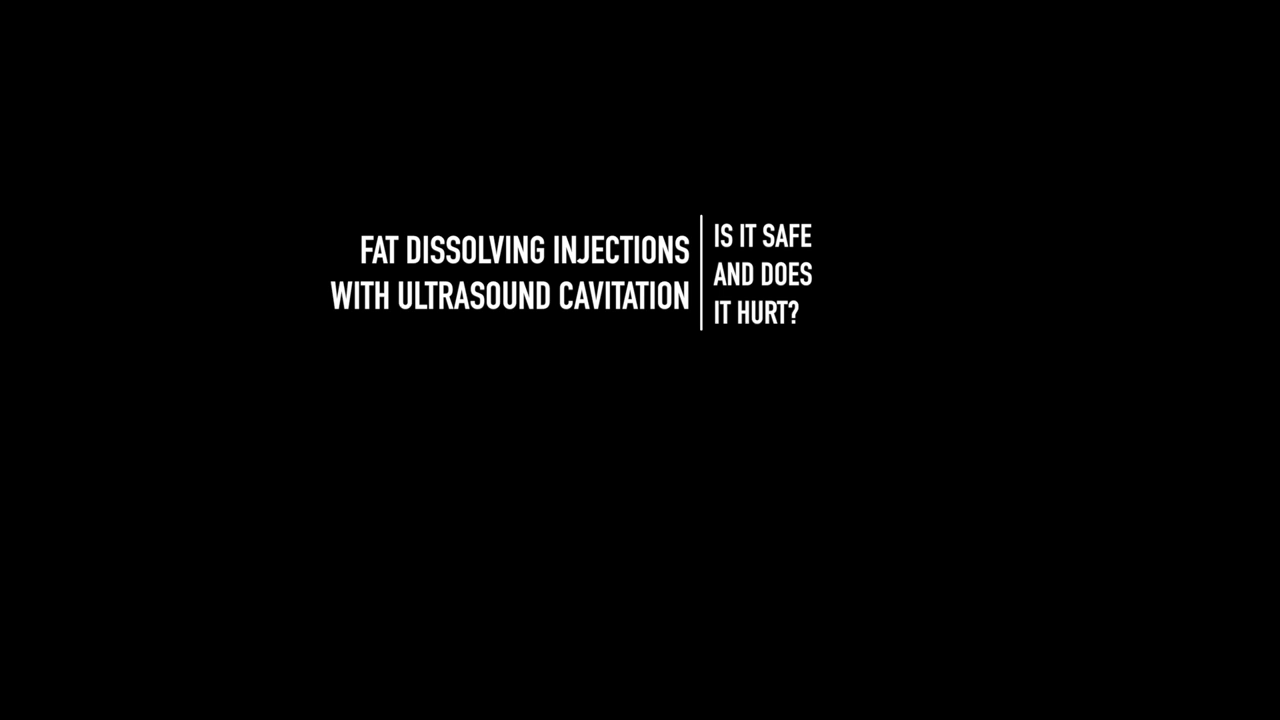 FAT DISSOLVING INJECTIONS
WITH ULTRASOUND CAVITATION
IS IT SAFE
AND DOES
IT HURT?